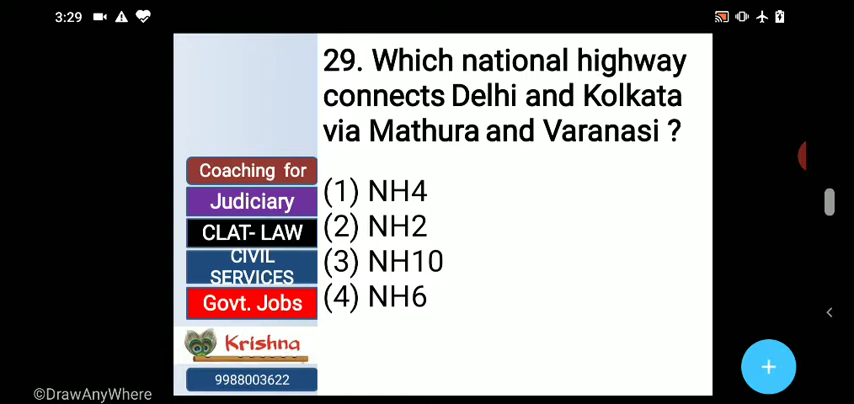 3:29
29. Which national highway
connects Delhi and Kolkata
via Mathura and Varanasi ?
Coaching for
Judiciary
CLAT- LAW
CIVIL
SERVICES
Govt. Jobs
(1) NH4
(2) NH2
(3) NH10
(4) NH6
Krishna
9988003622
©DrawAnyWhere